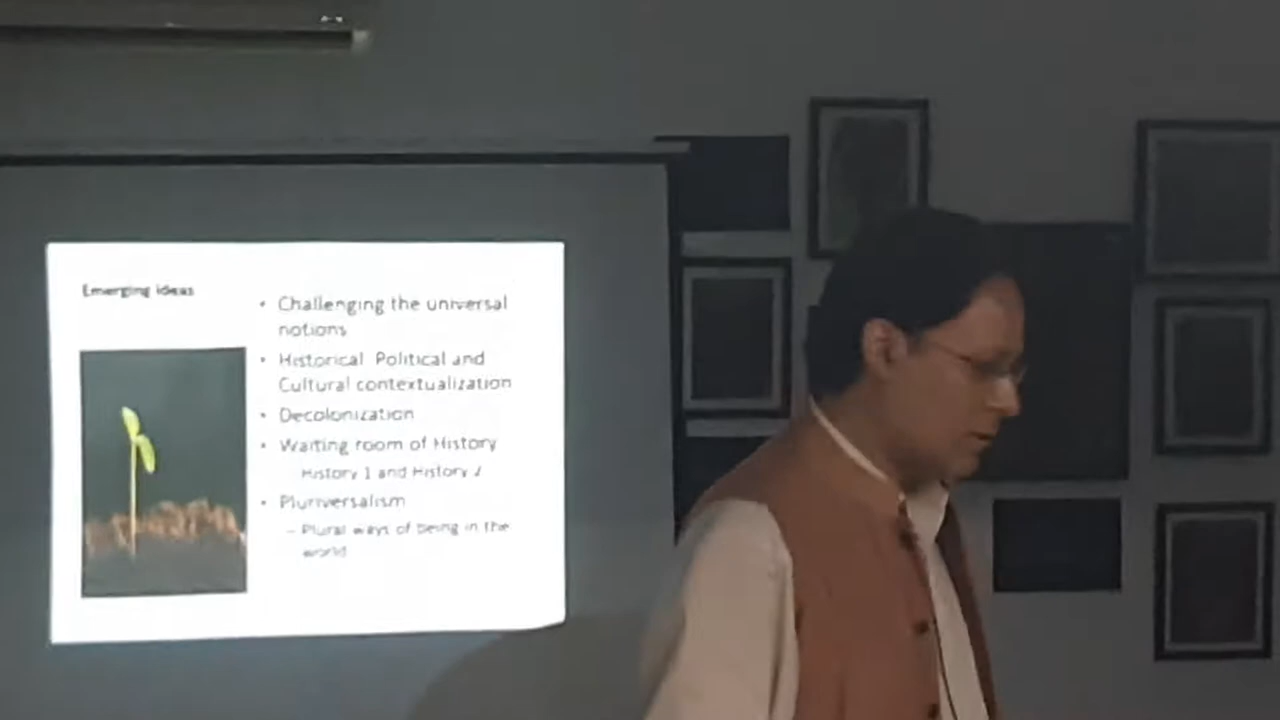 Emerging ideas
• Challenging the universal
notions
• Historical Political and
Cultural contextualization
• Decolonization
• Waiting room of History
History 1 and History 2
• Pluriversalism
– Plural ways of being in the
world